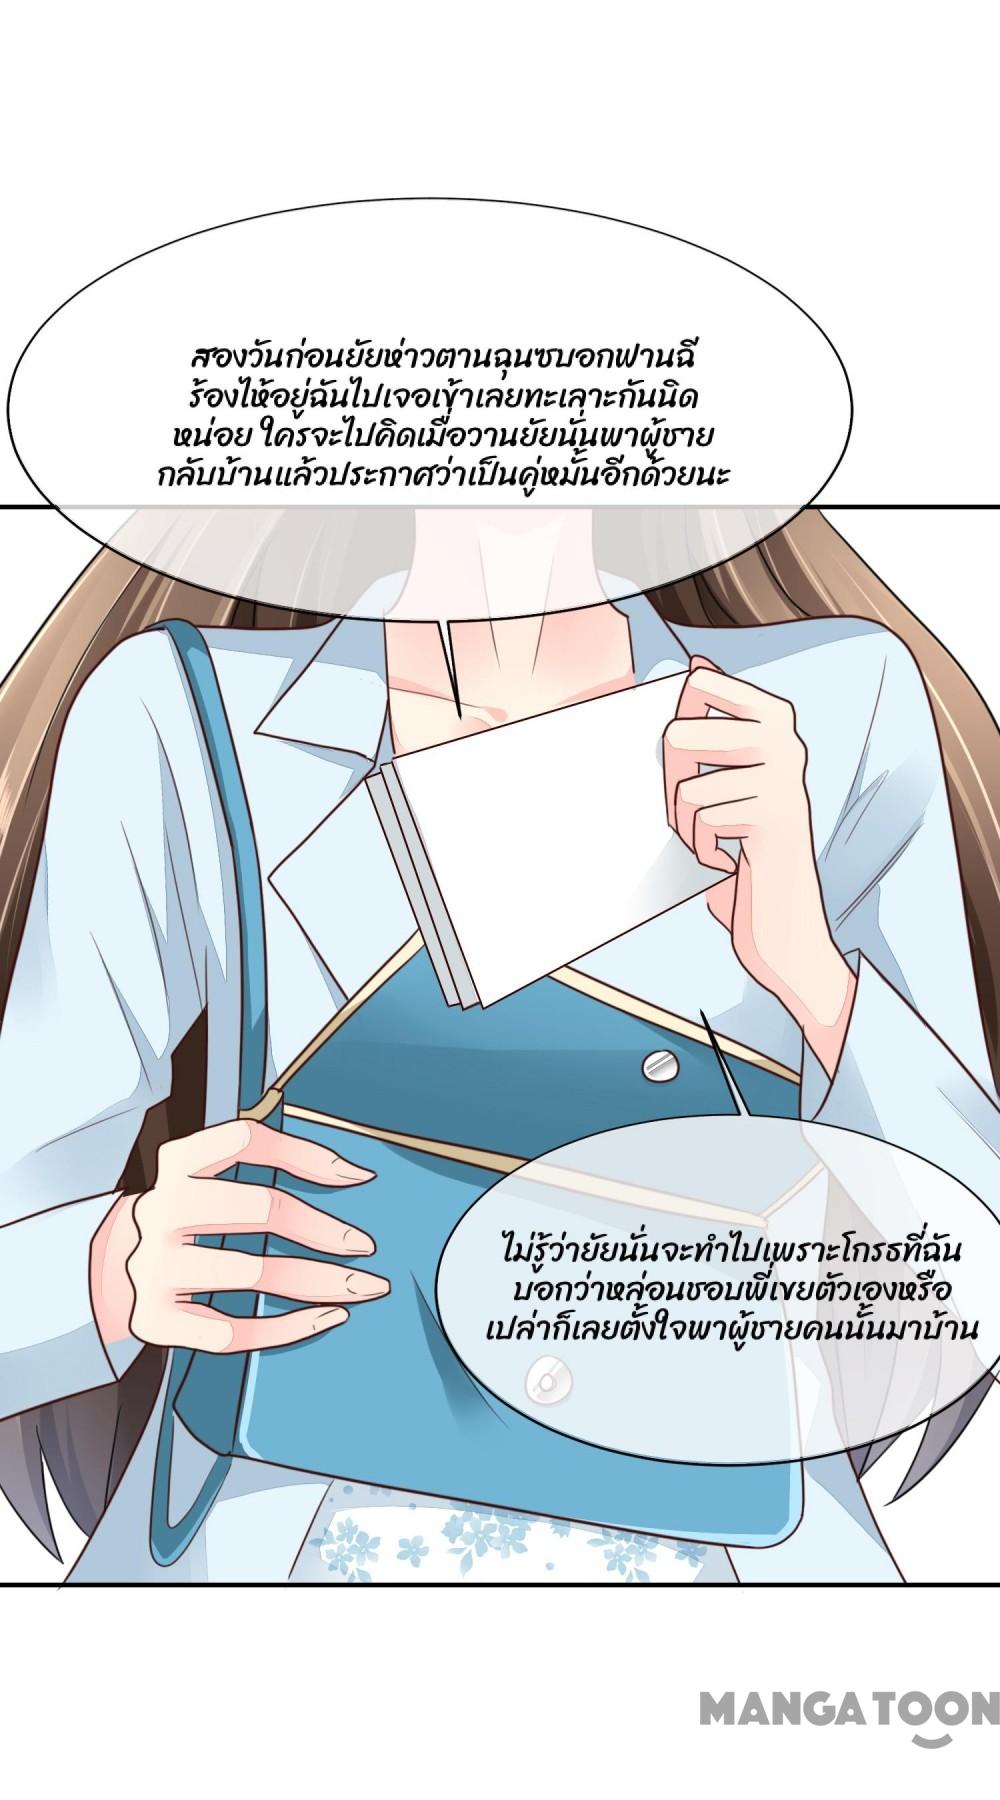 สองวันก่อนยัยห่าวตานฉุนซบอกฟานฉี
ร้องไห้อยู่ฉันไปเจอเข้าเลยทะเลาะกันนิด
หน่อย ใครจะไปคิดเมื่อวานยัยนั่นพาผู้ชาย
กลับบ้านแล้วประกาศว่าเป็นคู่หมั้นอีกด้วยนะ
ไม่รู้ว่ายัยนั่นจะทำไปเพราะโกรธที่ฉัน
บอกว่าหล่อนชอบพี่เขยตัวเองหรือ
เปล่าก็เลยตั้งใจพาผู้ชายคนนั้นมาบ้าน
MANGATOON